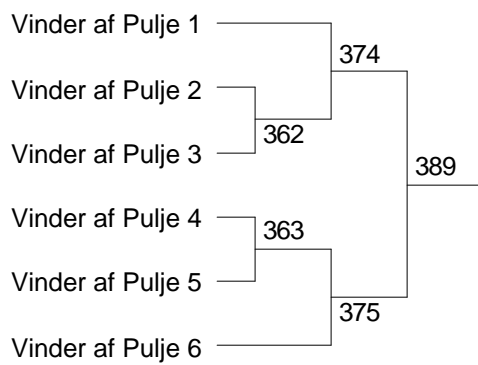 Vinder af Pulje 1
374
Vinder af Pulje 2
362
Vinder af Pulje 3
389
Vinder af Pulje 4
363
Vinder af Pulje 5
375
Vinder af Pulje 6